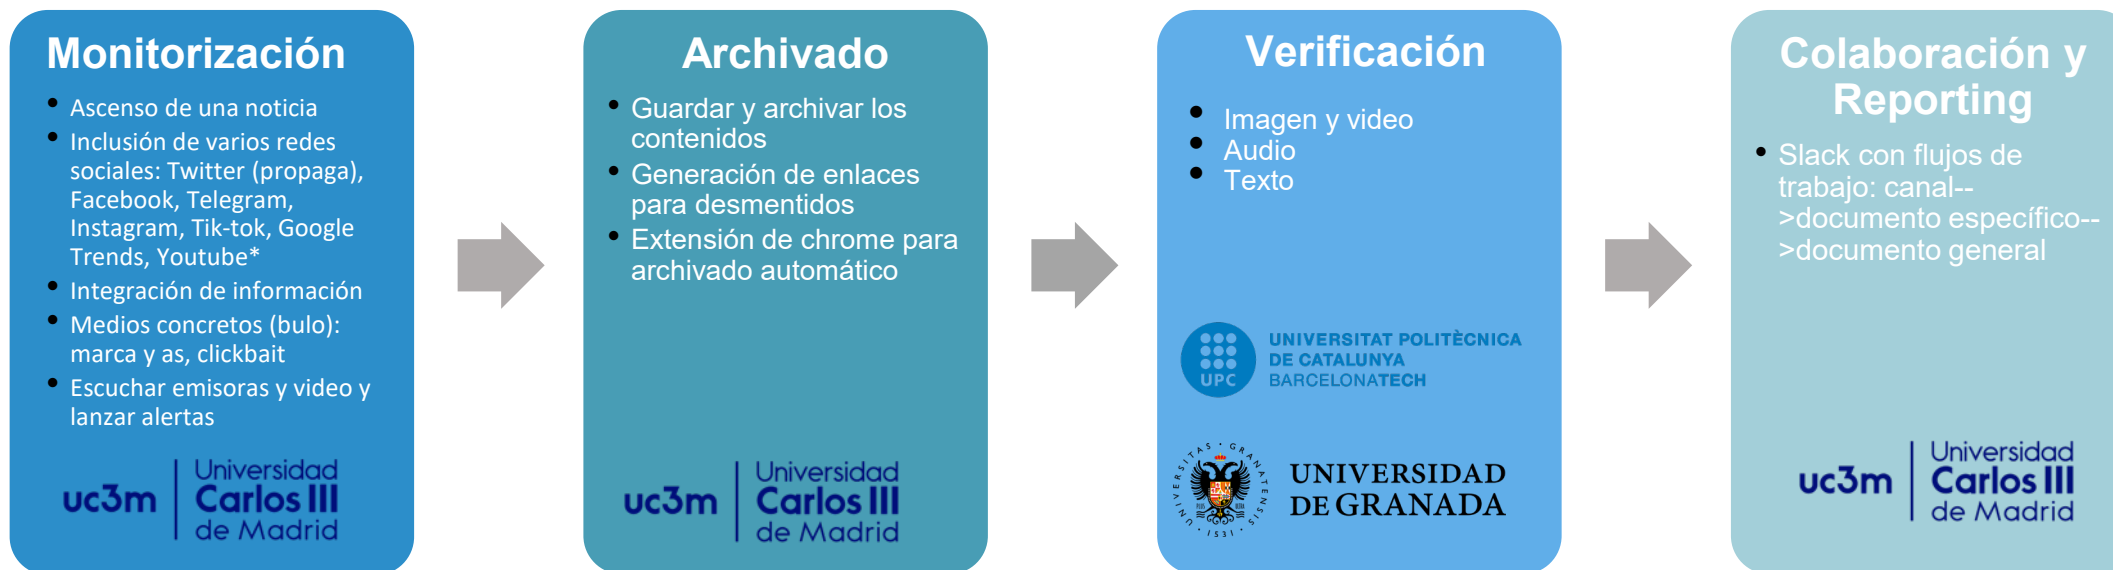 Monitorización
• Ascenso de una noticia
• Inclusión de varios redes
sociales: Twitter (propaga),
Facebook, Telegram,
Instagram, Tik-tok, Google
Trends, Youtube*
• Integración de información
• Medios concretos (bulo):
marca y as, clickbait
• Escuchar emisoras y video y
lanzar alertas
uc3m
Universidad
Carlos III
de Madrid
Archivado
• Guardar y archivar los
contenidos
• Generación de enlaces
para desmentidos
• Extensión de chrome para
archivado automático
uc3m
Universidad
Carlos III
de Madrid
Verificación
• Imagen y video
• Audio
• Texto
UPC
UNIVERSITAT POLITÈCNICA
DE CATALUNYA
BARCELONATECH
UNIVERSITAS · GRANATENSIS · 1531 ·
UNIVERSIDAD
DE GRANADA
Colaboración y
Reporting
• Slack con flujos de
trabajo: canal--
>documento específico--
>documento general
uc3m
Universidad
Carlos III
de Madrid